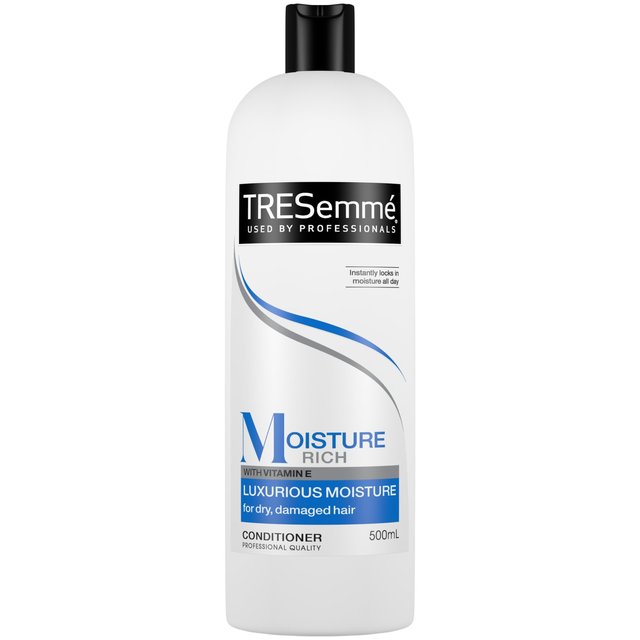 TRESemmé®
USED BY PROFESSIONALS
Instantly locks in
moisture all day
MOISTURE
RICH
WITH VITAMIN E
LUXURIOUS MOISTURE
for dry, damaged hair
CONDITIONER
500mL
PROFESSIONAL QUALITY